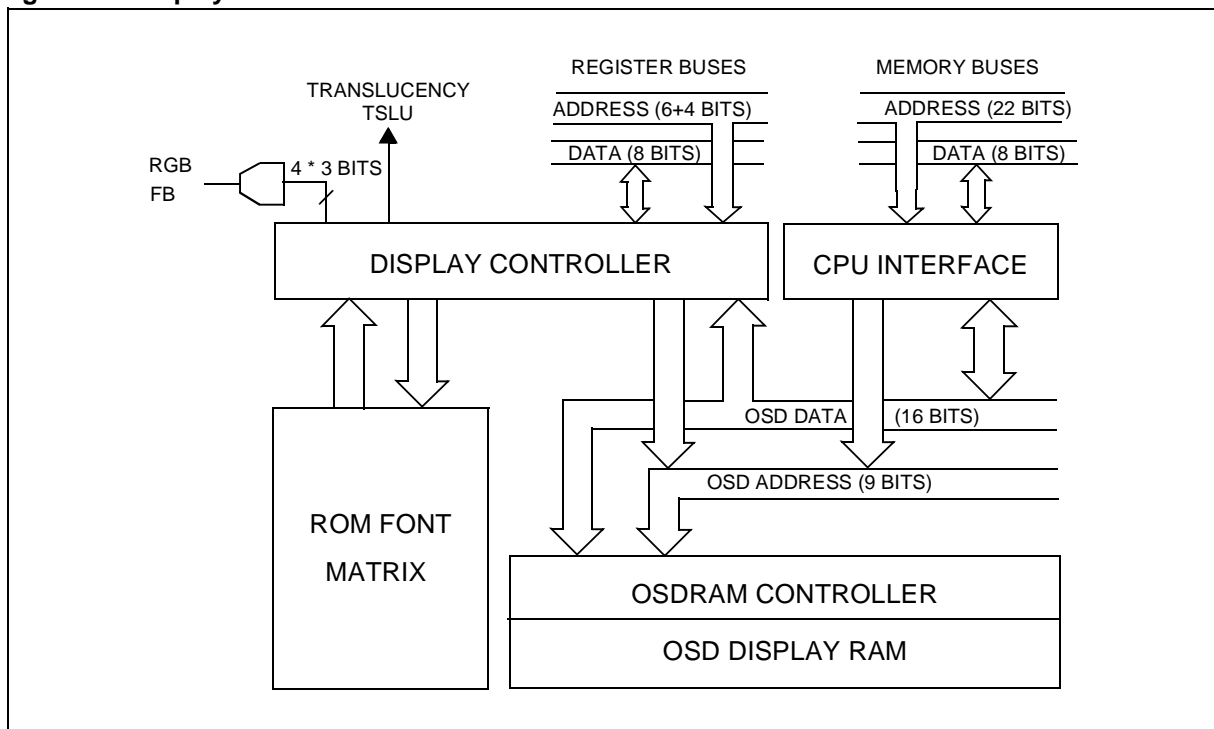 REGISTER BUSES
MEMORY BUSES
TRANSLUCENCY
TSLU
ADDRESS (6+4 BITS)
ADDRESS (22 BITS)
DATA (8 BITS)
DATA (8 BITS)
RGB
FB
4 * 3 BITS
DISPLAY CONTROLLER
CPU INTERFACE
OSD DATA (16 BITS)
OSD ADDRESS (9 BITS)
ROM FONT
MATRIX
OSDRAM CONTROLLER
OSD DISPLAY RAM